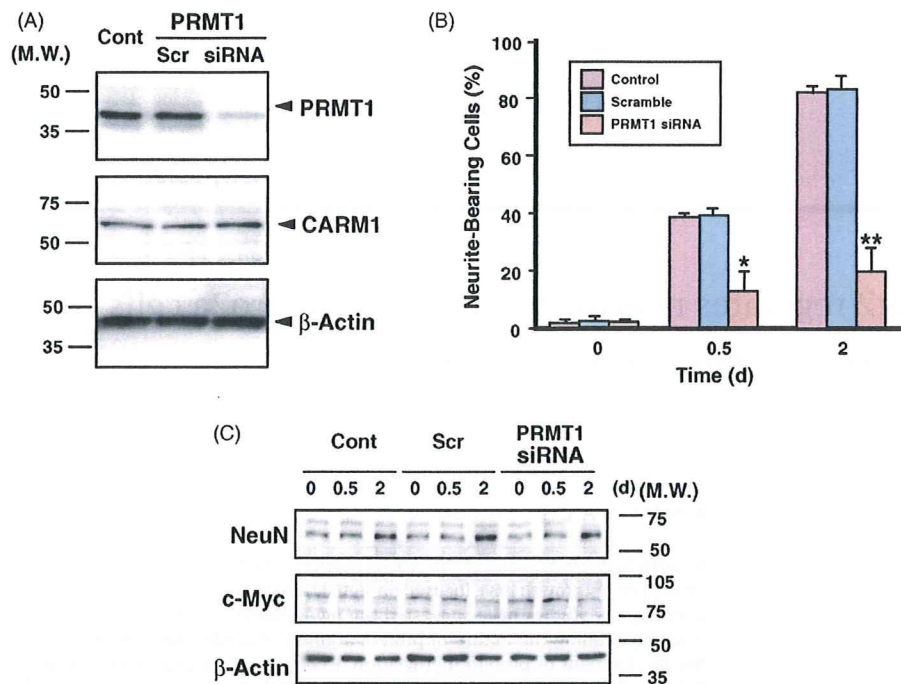 (A)
PRMT1
Cont Scr siRNA
(M.W.)
50
35
PRMT1
75
50
CARM1
50
35
β-Actin
(B)
Neurite-Bearing Cells (%)
100
80
60
40
20
0
Control
Scramble
PRMT1 siRNA
*
**
0 0.5 2
Time (d)
(C)
Cont Scr PRMT1
siRNA
0 0.5 2 0 0.5 2 0 0.5 2 (d) (M.W.)
NeuN
75
50
c-Myc
105
75
β-Actin
50
35